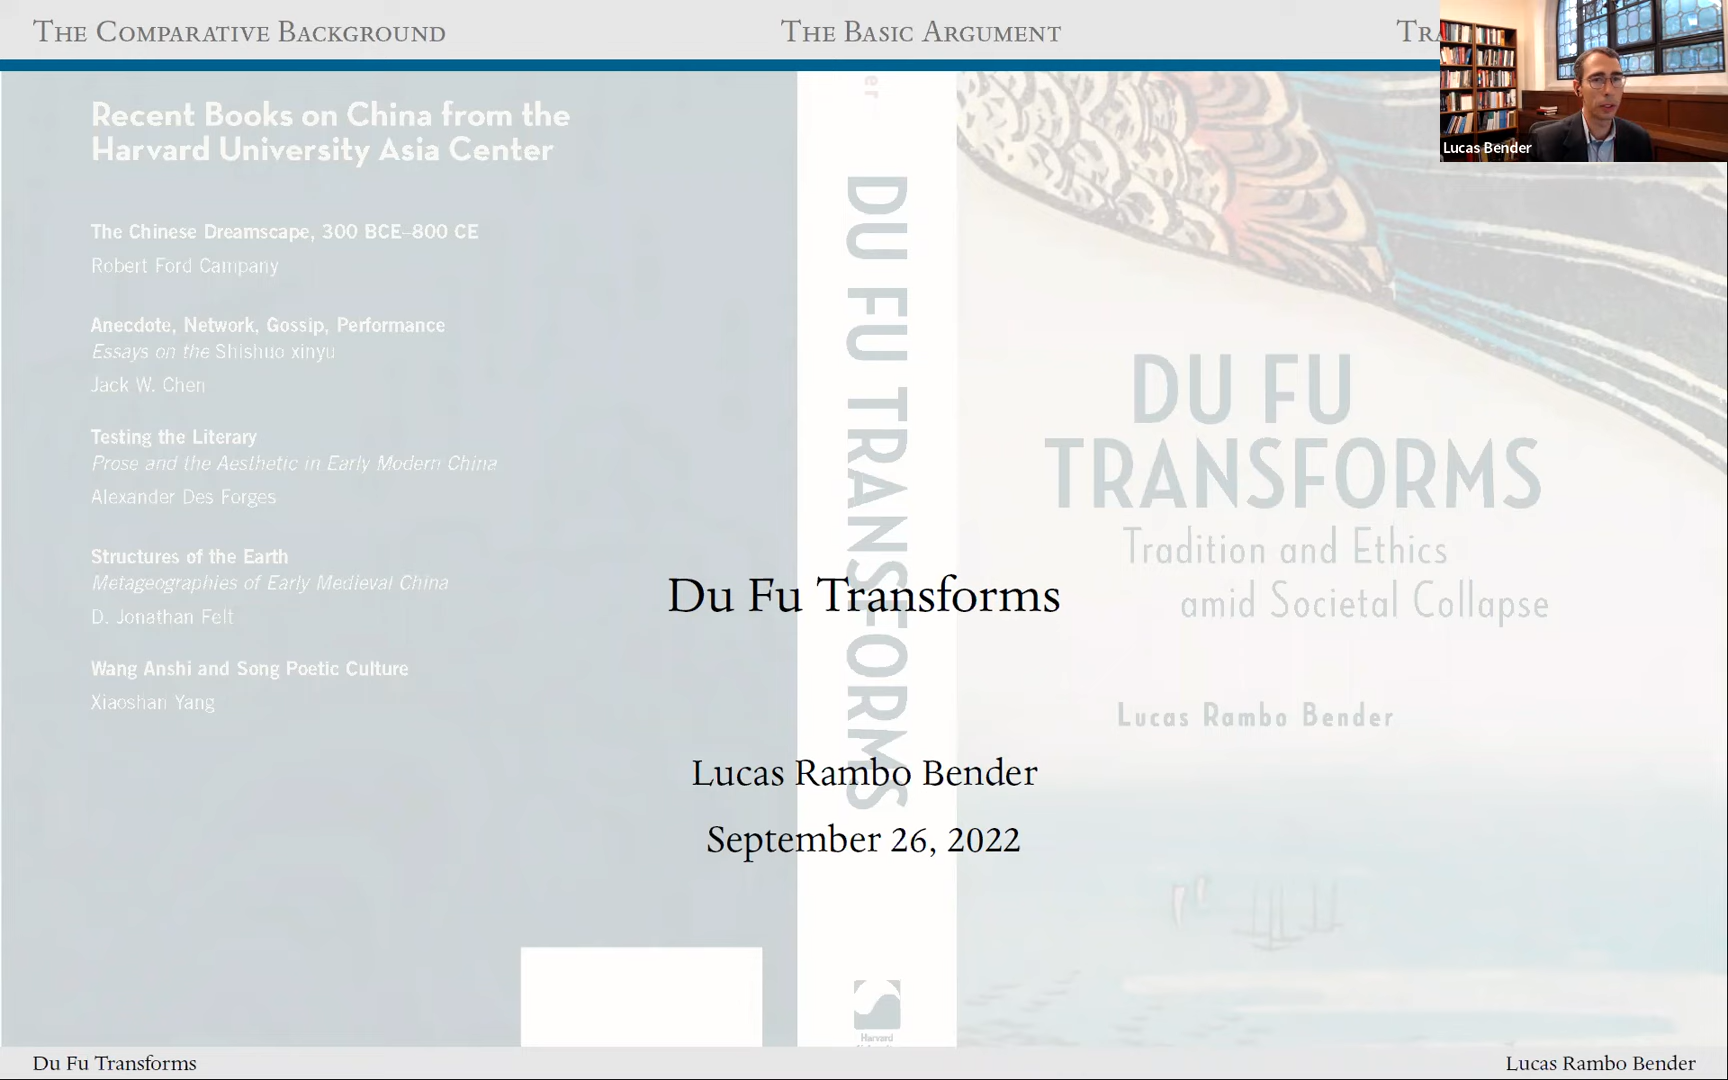 The Comparative Background
The Basic Argument
Lucas Bender
Recent Books on China from the
Harvard University Asia Center
The Chinese Dreamscape, 300 BCE–800 CE
Robert Ford Campany
Anecdote, Network, Gossip, Performance
Essays on the Shishuo xinyu
Jack W. Chen
Testing the Literary
Prose and the Aesthetic in Early Modern China
Alexander Des Forges
Structures of the Earth
Metageographies of Early Medieval China
D. Jonathan Felt
Wang Anshi and Song Poetic Culture
Xiaoshan Yang
er
DU FU TRANSFORMS
Harvard
DU FU
TRANSFORMS
Tradition and Ethics
amid Societal Collapse
Lucas Rambo Bender
Du Fu Transforms
Lucas Rambo Bender
September 26, 2022
Du Fu Transforms
Lucas Rambo Bender